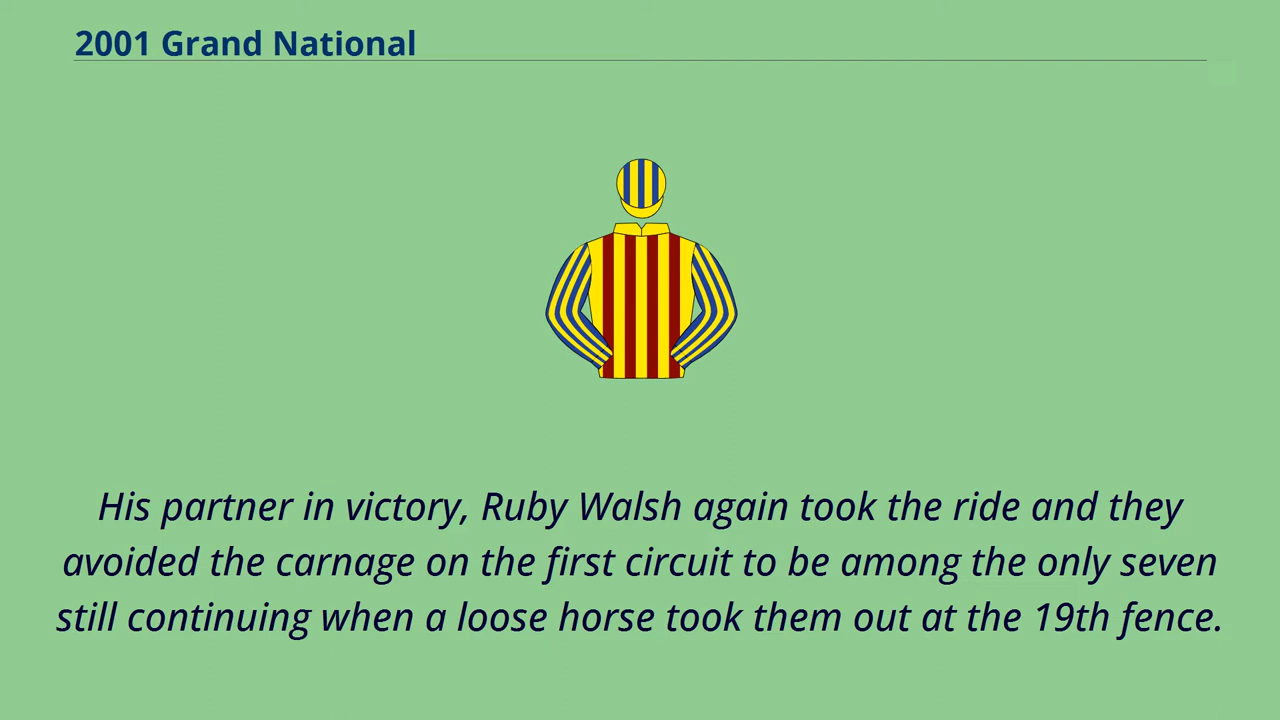 2001 Grand National
His partner in victory, Ruby Walsh again took the ride and they
avoided the carnage on the first circuit to be among the only seven
still continuing when a loose horse took them out at the 19th fence.